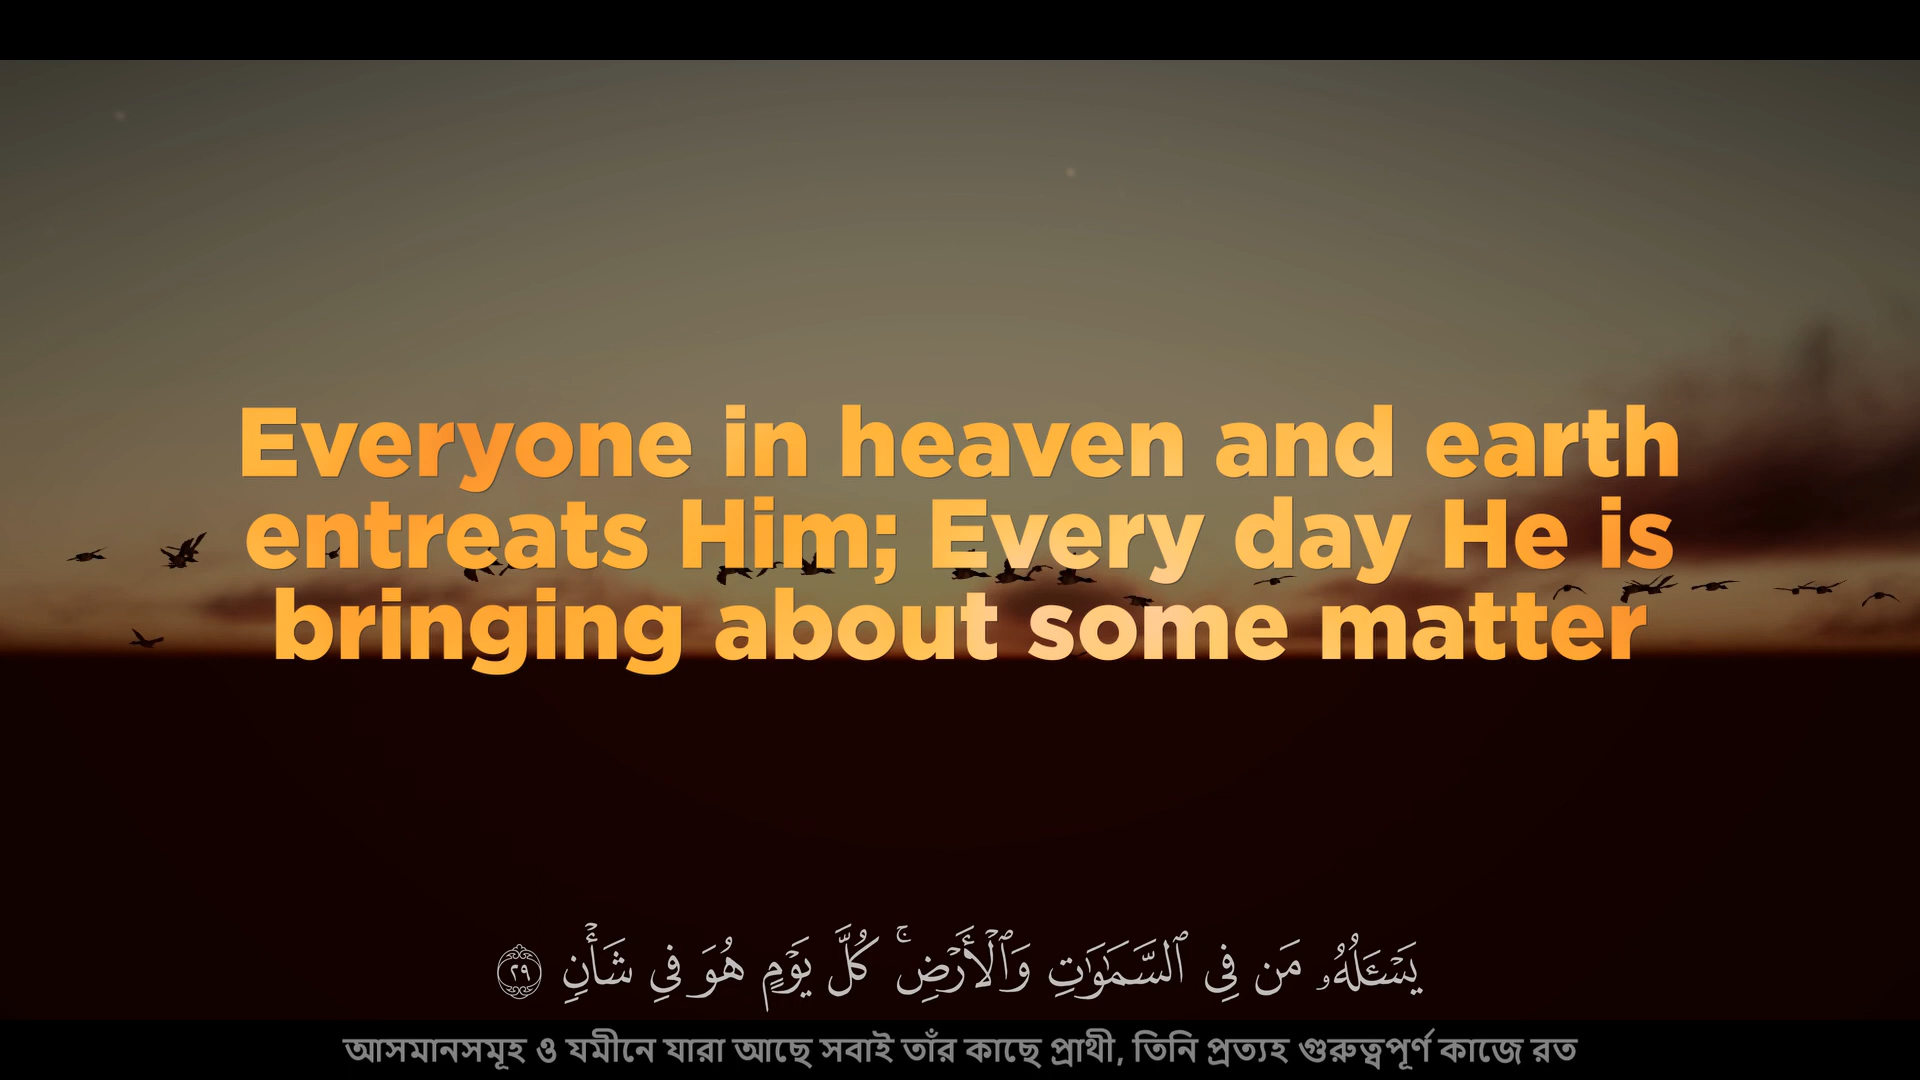 Everyone in heaven and earth
entreats Him; Every day He is
bringing about some matter
يَسْـَٔلُهُۥ مَن فِى ٱلسَّمَـٰوَٰتِ وَٱلْأَرْضِ ۚ كُلَّ يَوْمٍ هُوَ فِى شَأْنٍ ٢٩
আসমানসমূহ ও যমীনে যারা আছে সবাই তাঁর কাছে প্রার্থী, তিনি প্রত্যহ গুরুত্বপূর্ণ কাজে রত